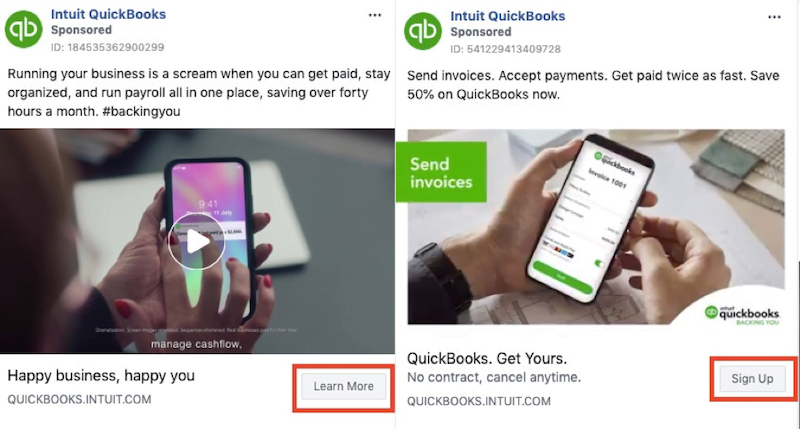 Intuit QuickBooks
Sponsored
ID: 184535362900299
Running your business is a scream when you can get paid, stay
organized, and run payroll all in one place, saving over forty
hours a month. #backingyou
9:41
manage cashflow,
Happy business, happy you
QUICKBOOKS.INTUIT.COM
Learn More
Intuit QuickBooks
Sponsored
ID: 541229413409728
Send invoices. Accept payments. Get paid twice as fast. Save
50% on QuickBooks now.
Send
invoices
quickbooks
Invoice 1001
intuit
quickbooks
BACKING YOU
QuickBooks. Get Yours.
No contract, cancel anytime.
QUICKBOOKS.INTUIT.COM
Sign Up